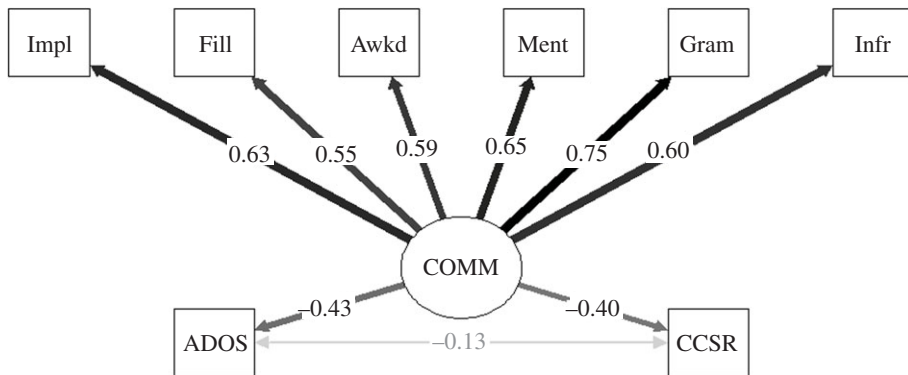 Impl Fill Awkd Ment Gram Infr
0.63 0.55 0.59 0.65 0.75 0.60
COMM
–0.43 –0.40
ADOS –0.13 CCSR